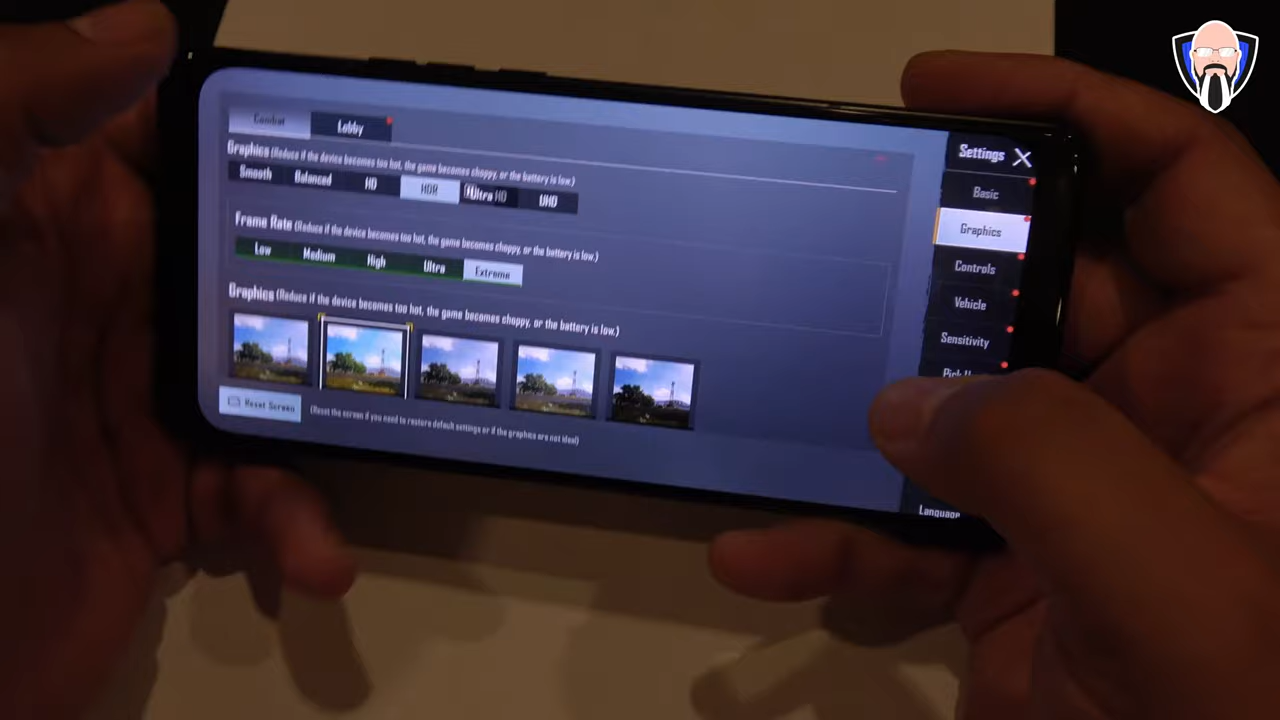 Combat Lobby
Graphics (Reduce if the device becomes too hot, the game becomes choppy, or the battery is low.)
Smooth Balanced HD HDR Ultra HD UHD
Frame Rate (Reduce if the device becomes too hot, the game becomes choppy, or the battery is low.)
Low Medium High Ultra Extreme
Graphics (Reduce if the device becomes too hot, the game becomes choppy, or the battery is low.)
Reset Screen (Reset the screen if you need to restore default settings or if the graphics are not ideal)
Settings X
Basic
Graphics
Controls
Vehicle
Sensitivity
Pick
Language